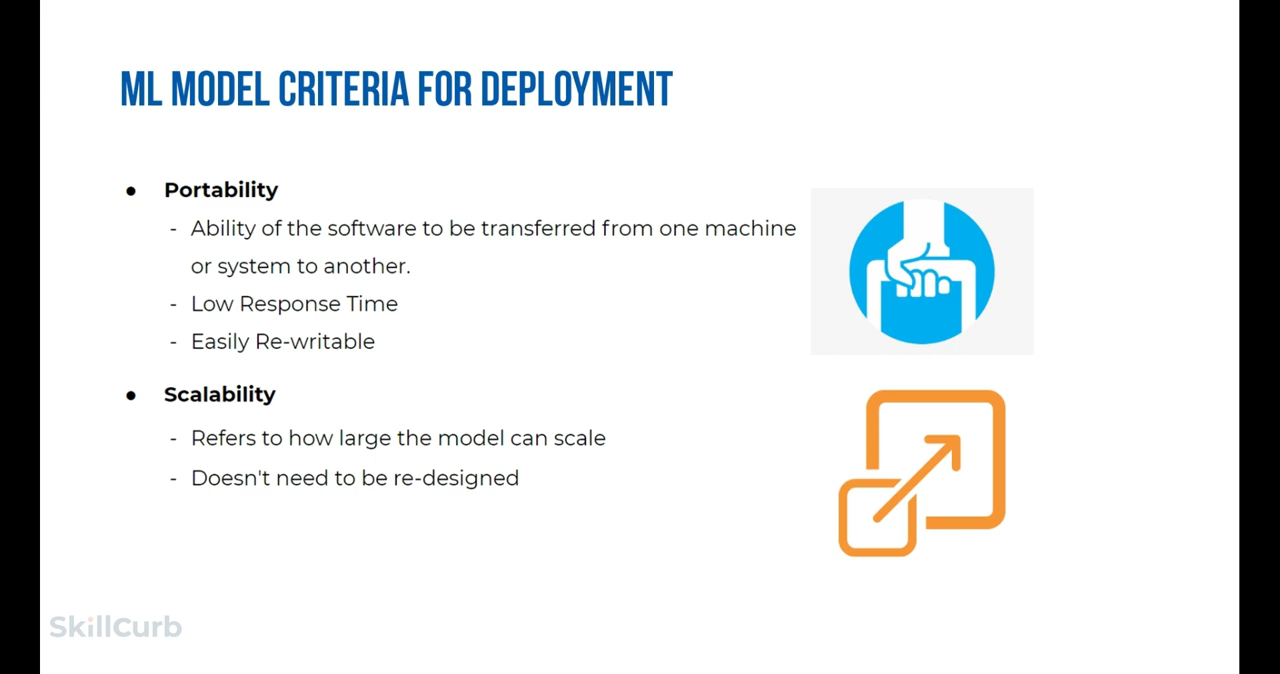 ML MODEL CRITERIA FOR DEPLOYMENT
● Portability
- Ability of the software to be transferred from one machine
or system to another.
- Low Response Time
- Easily Re-writable
● Scalability
- Refers to how large the model can scale
- Doesn't need to be re-designed
SkillCurb